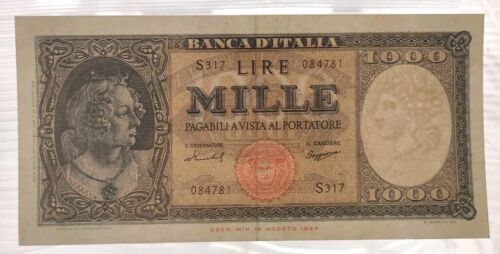 BANCA D'ITALIA
S317 LIRE 084781
1000
MILLE
PAGABILI A VISTA AL PORTATORE
IL GOVERNATORE IL CASSIERE
084781 S317
1000
DECR. MIN. 14 AGOSTO 1947